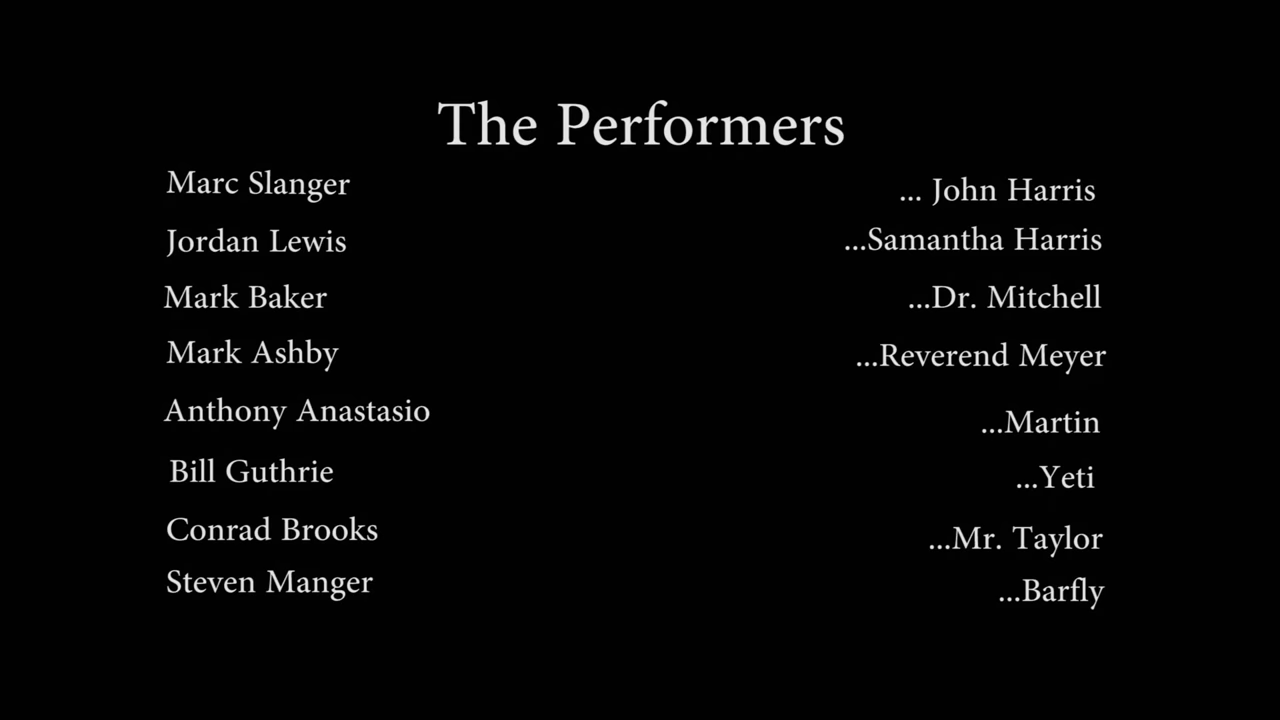 The Performers
Marc Slanger ... John Harris
Jordan Lewis ...Samantha Harris
Mark Baker ...Dr. Mitchell
Mark Ashby ...Reverend Meyer
Anthony Anastasio ...Martin
Bill Guthrie ...Yeti
Conrad Brooks ...Mr. Taylor
Steven Manger ...Barfly